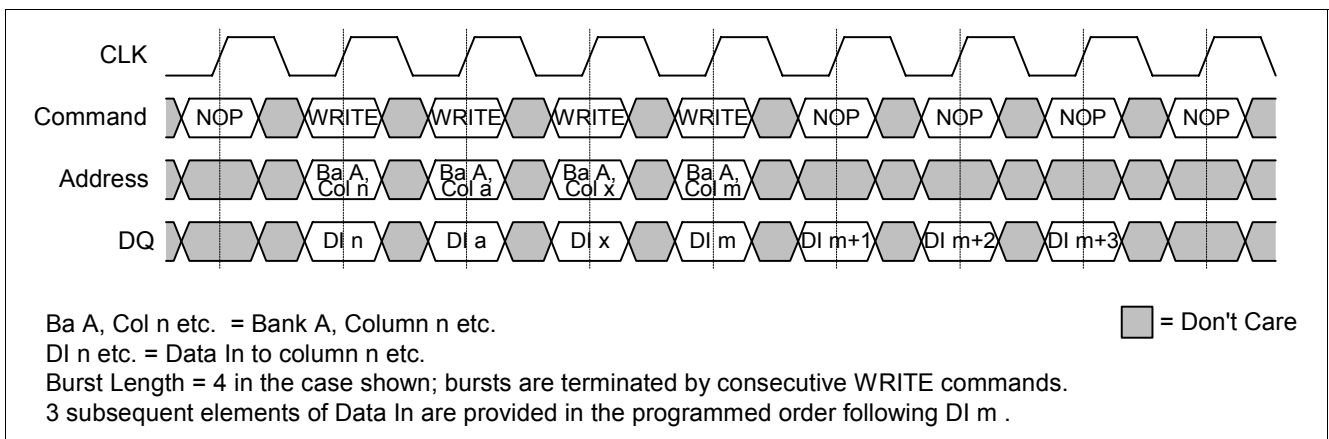 CLK
Command NOP WRITE WRITE WRITE WRITE NOP NOP NOP NOP
Address Ba A, Col n Ba A, Col a Ba A, Col x Ba A, Col m
DQ DI n DI a DI x DI m DI m+1 DI m+2 DI m+3
Ba A, Col n etc. = Bank A, Column n etc.
= Don't Care
DI n etc. = Data In to column n etc.
Burst Length = 4 in the case shown; bursts are terminated by consecutive WRITE commands.
3 subsequent elements of Data In are provided in the programmed order following DI m .